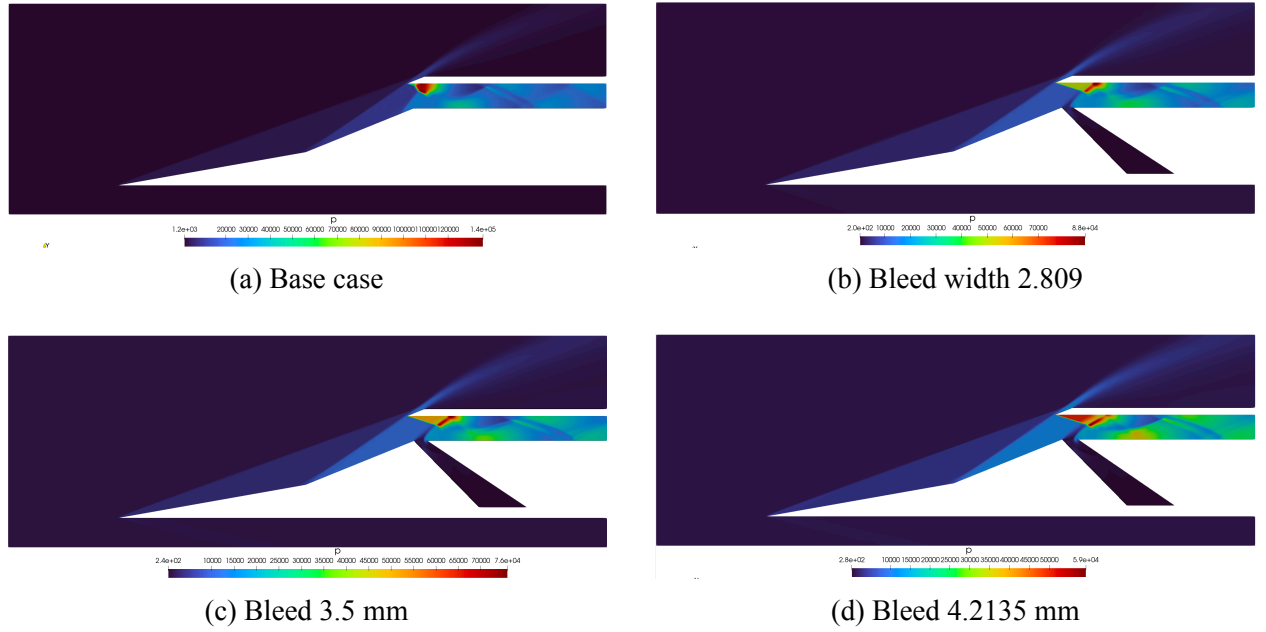 p
1.2e+03 20000 30000 40000 50000 60000 70000 80000 90000 100000 110000 120000 1.4e+05
(a) Base case
p
2.0e+02 10000 20000 30000 40000 50000 60000 70000 8.8e+04
(b) Bleed width 2.809
p
2.4e+02 10000 15000 20000 25000 30000 35000 40000 45000 50000 55000 60000 65000 70000 7.6e+04
(c) Bleed 3.5 mm
p
2.8e+02 10000 15000 20000 25000 30000 35000 40000 45000 50000 5.9e+04
(d) Bleed 4.2135 mm